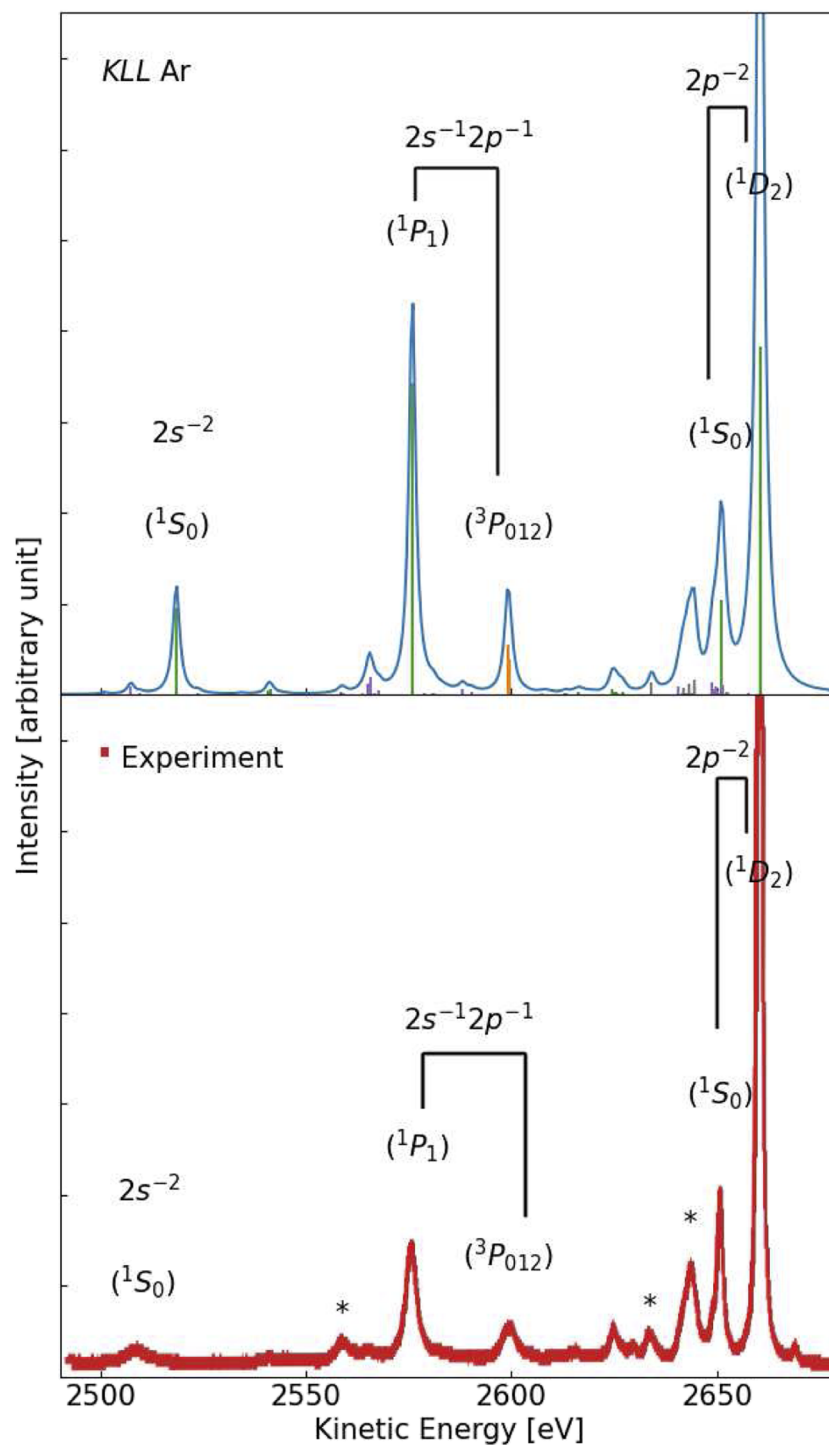 KLL Ar
2p⁻²
2s⁻¹2p⁻¹
(¹D₂)
(¹P₁)
2s⁻²
(¹S₀)
(¹S₀)
(³P₀₁₂)
Intensity [arbitrary unit]
Experiment
2p⁻²
(¹D₂)
2s⁻¹2p⁻¹
(¹S₀)
(¹P₁)
2s⁻²
*
(³P₀₁₂)
(¹S₀)
*
*
2500 2550 2600 2650
Kinetic Energy [eV]